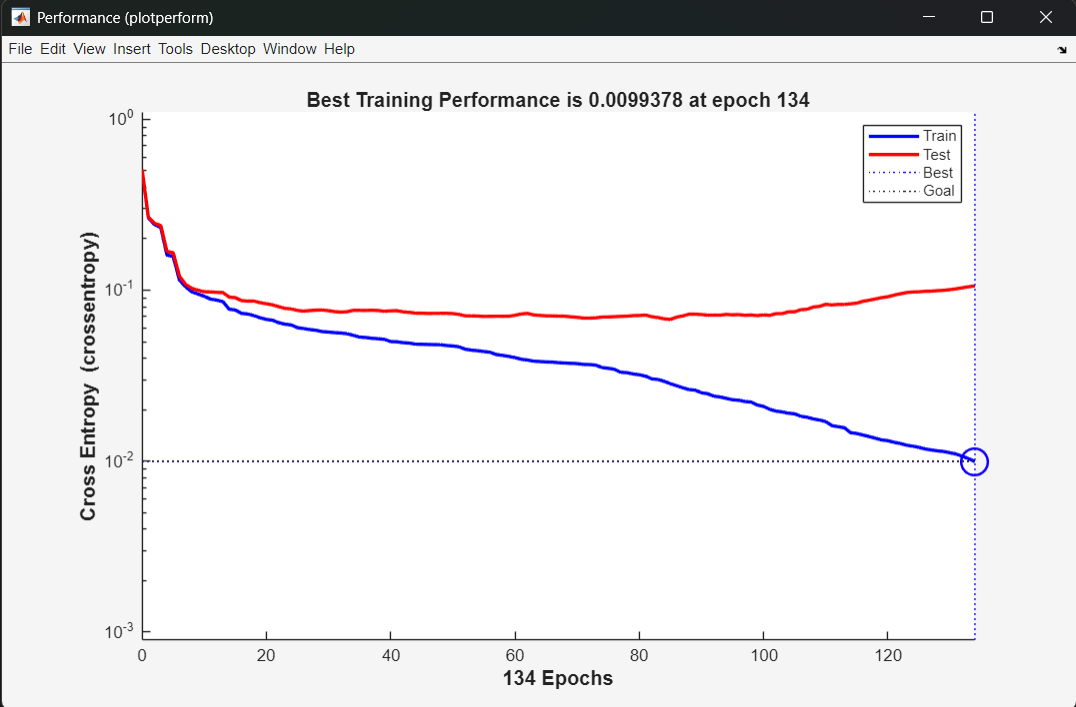 Performance (plotperform)
File Edit View Insert Tools Desktop Window Help
Best Training Performance is 0.0099378 at epoch 134
10^0
10^-1
10^-2
10^-3
Cross Entropy (crossentropy)
Train
Test
Best
Goal
0 20 40 60 80 100 120
134 Epochs